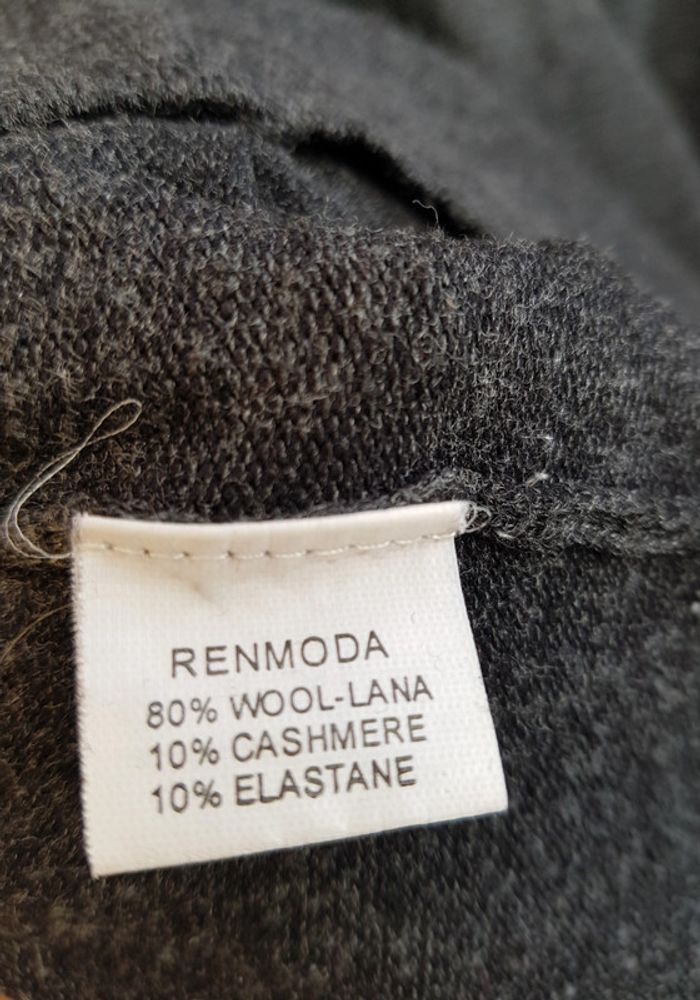 RENMODA
80% WOOL-LANA
10% CASHMERE
10% ELASTANE